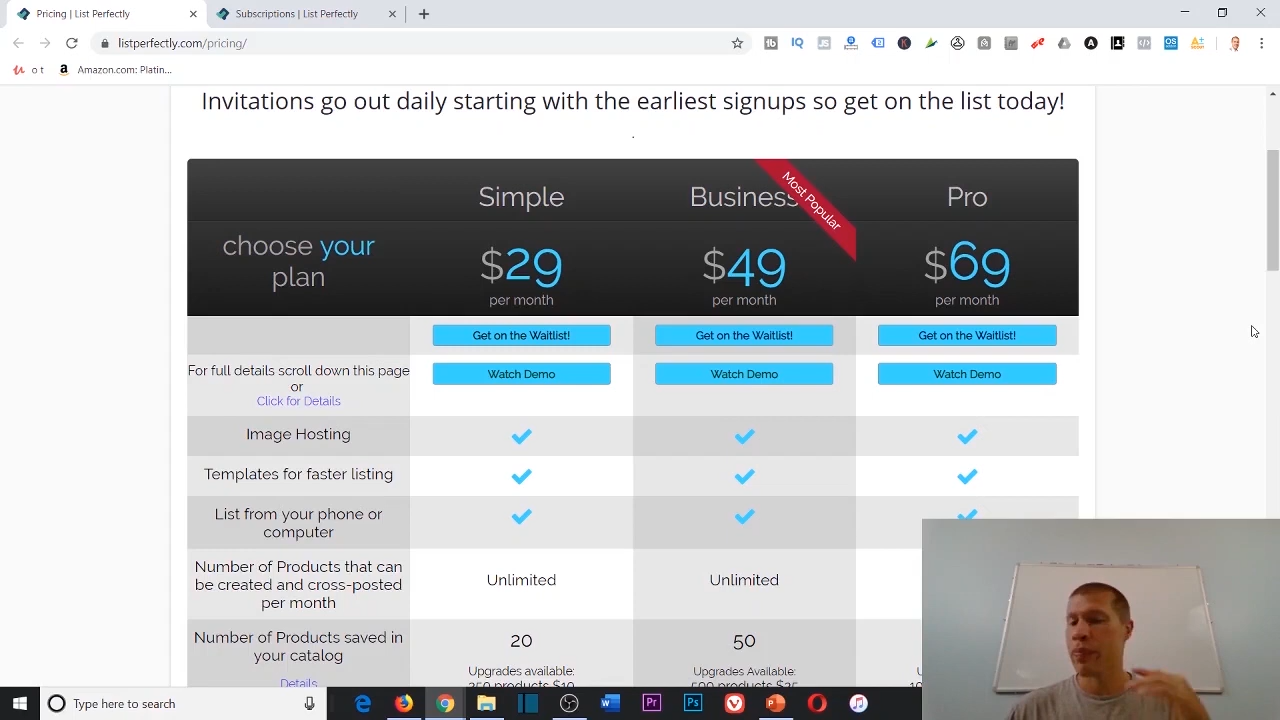 Pricing | List Perfectly
Subscriptions | List Perfectly
listperfectly.com/pricing/
o t
Amazon.com: Platin...
Invitations go out daily starting with the earliest signups so get on the list today!
.
choose your
plan
Simple
$29
per month
Business
Most Popular
$49
per month
Pro
$69
per month
Get on the Waitlist!
Get on the Waitlist!
Get on the Waitlist!
For full details scroll down this page
or
Click for Details
Watch Demo
Watch Demo
Watch Demo
Image Hosting
Templates for faster listing
List from your phone or
computer
Number of Products that can
be created and cross-posted
per month
Unlimited
Unlimited
Number of Products saved in
your catalog
Details
20
Upgrades available:
50
Upgrades Available:
Type here to search